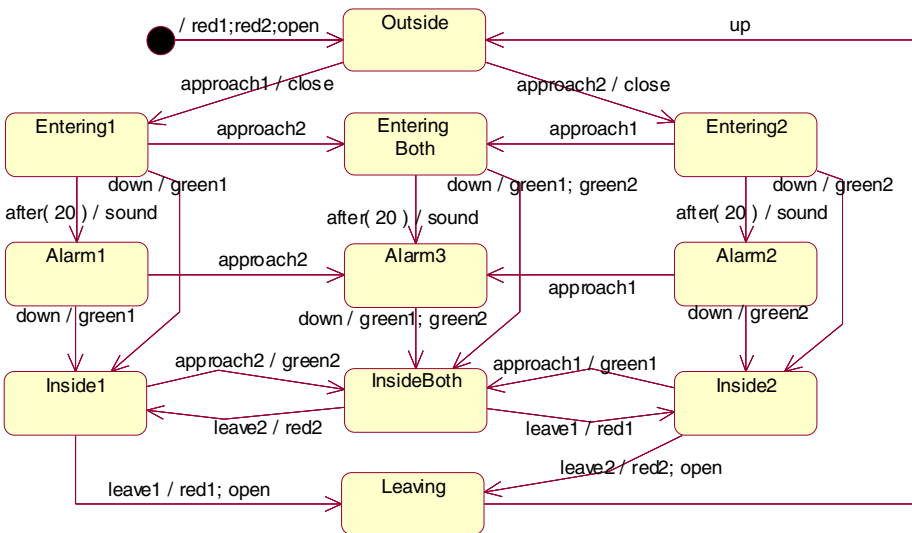 / red1;red2;open
Outside
up
approach1 / close
approach2 / close
Entering1
approach2
Entering
Both
approach1
Entering2
down / green1
down / green1; green2
down / green2
after( 20 ) / sound
after( 20 ) / sound
after( 20 ) / sound
Alarm1
approach2
Alarm3
approach1
Alarm2
down / green1
down / green1; green2
down / green2
Inside1
approach2 / green2
InsideBoth
approach1 / green1
Inside2
leave2 / red2
leave1 / red1
leave2 / red2; open
leave1 / red1; open
Leaving